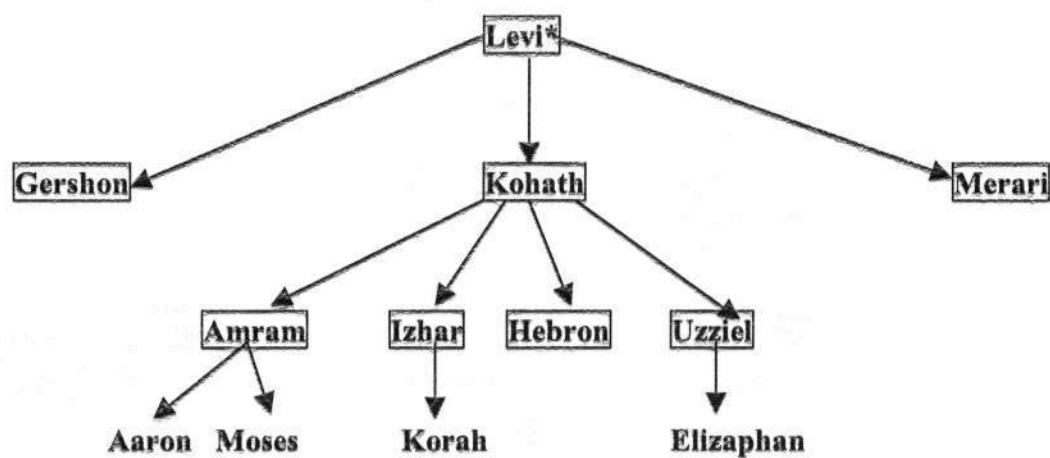 Levi*
Gershon Kohath Merari
Amram Izhar Hebron Uzziel
Aaron Moses Korah Elizaphan